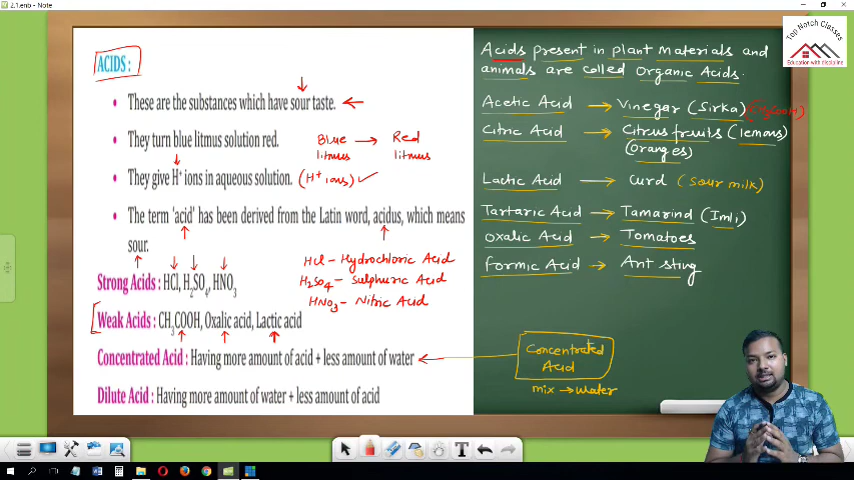 2.1.enb - Note
Top Notch Classes
Education with discipline
ACIDS :
• These are the substances which have sour taste.
• They turn blue litmus solution red.
Blue litmus → Red litmus
• They give H⁺ ions in aqueous solution. (H⁺ ions)
• The term 'acid' has been derived from the Latin word, acidus, which means
sour.
HCl - Hydrochloric Acid
H₂SO₄ - Sulphuric Acid
HNO₃ - Nitric Acid
Strong Acids : HCl, H₂SO₄, HNO₃
Weak Acids : CH₃COOH, Oxalic acid, Lactic acid
Concentrated Acid : Having more amount of acid + less amount of water
Dilute Acid : Having more amount of water + less amount of acid
Acids present in plant Materials and
animals are called Organic Acids.
Acetic Acid → Vinegar (Sirka) (CH₃COOH)
Citric Acid → Citrus fruits (lemons)
(oranges)
Lactic Acid → curd (sour milk)
Tartaric Acid → Tamarind (Imli)
Oxalic Acid → Tomatoes
Formic Acid → Ant sting
Concentrated
Acid
mix → water